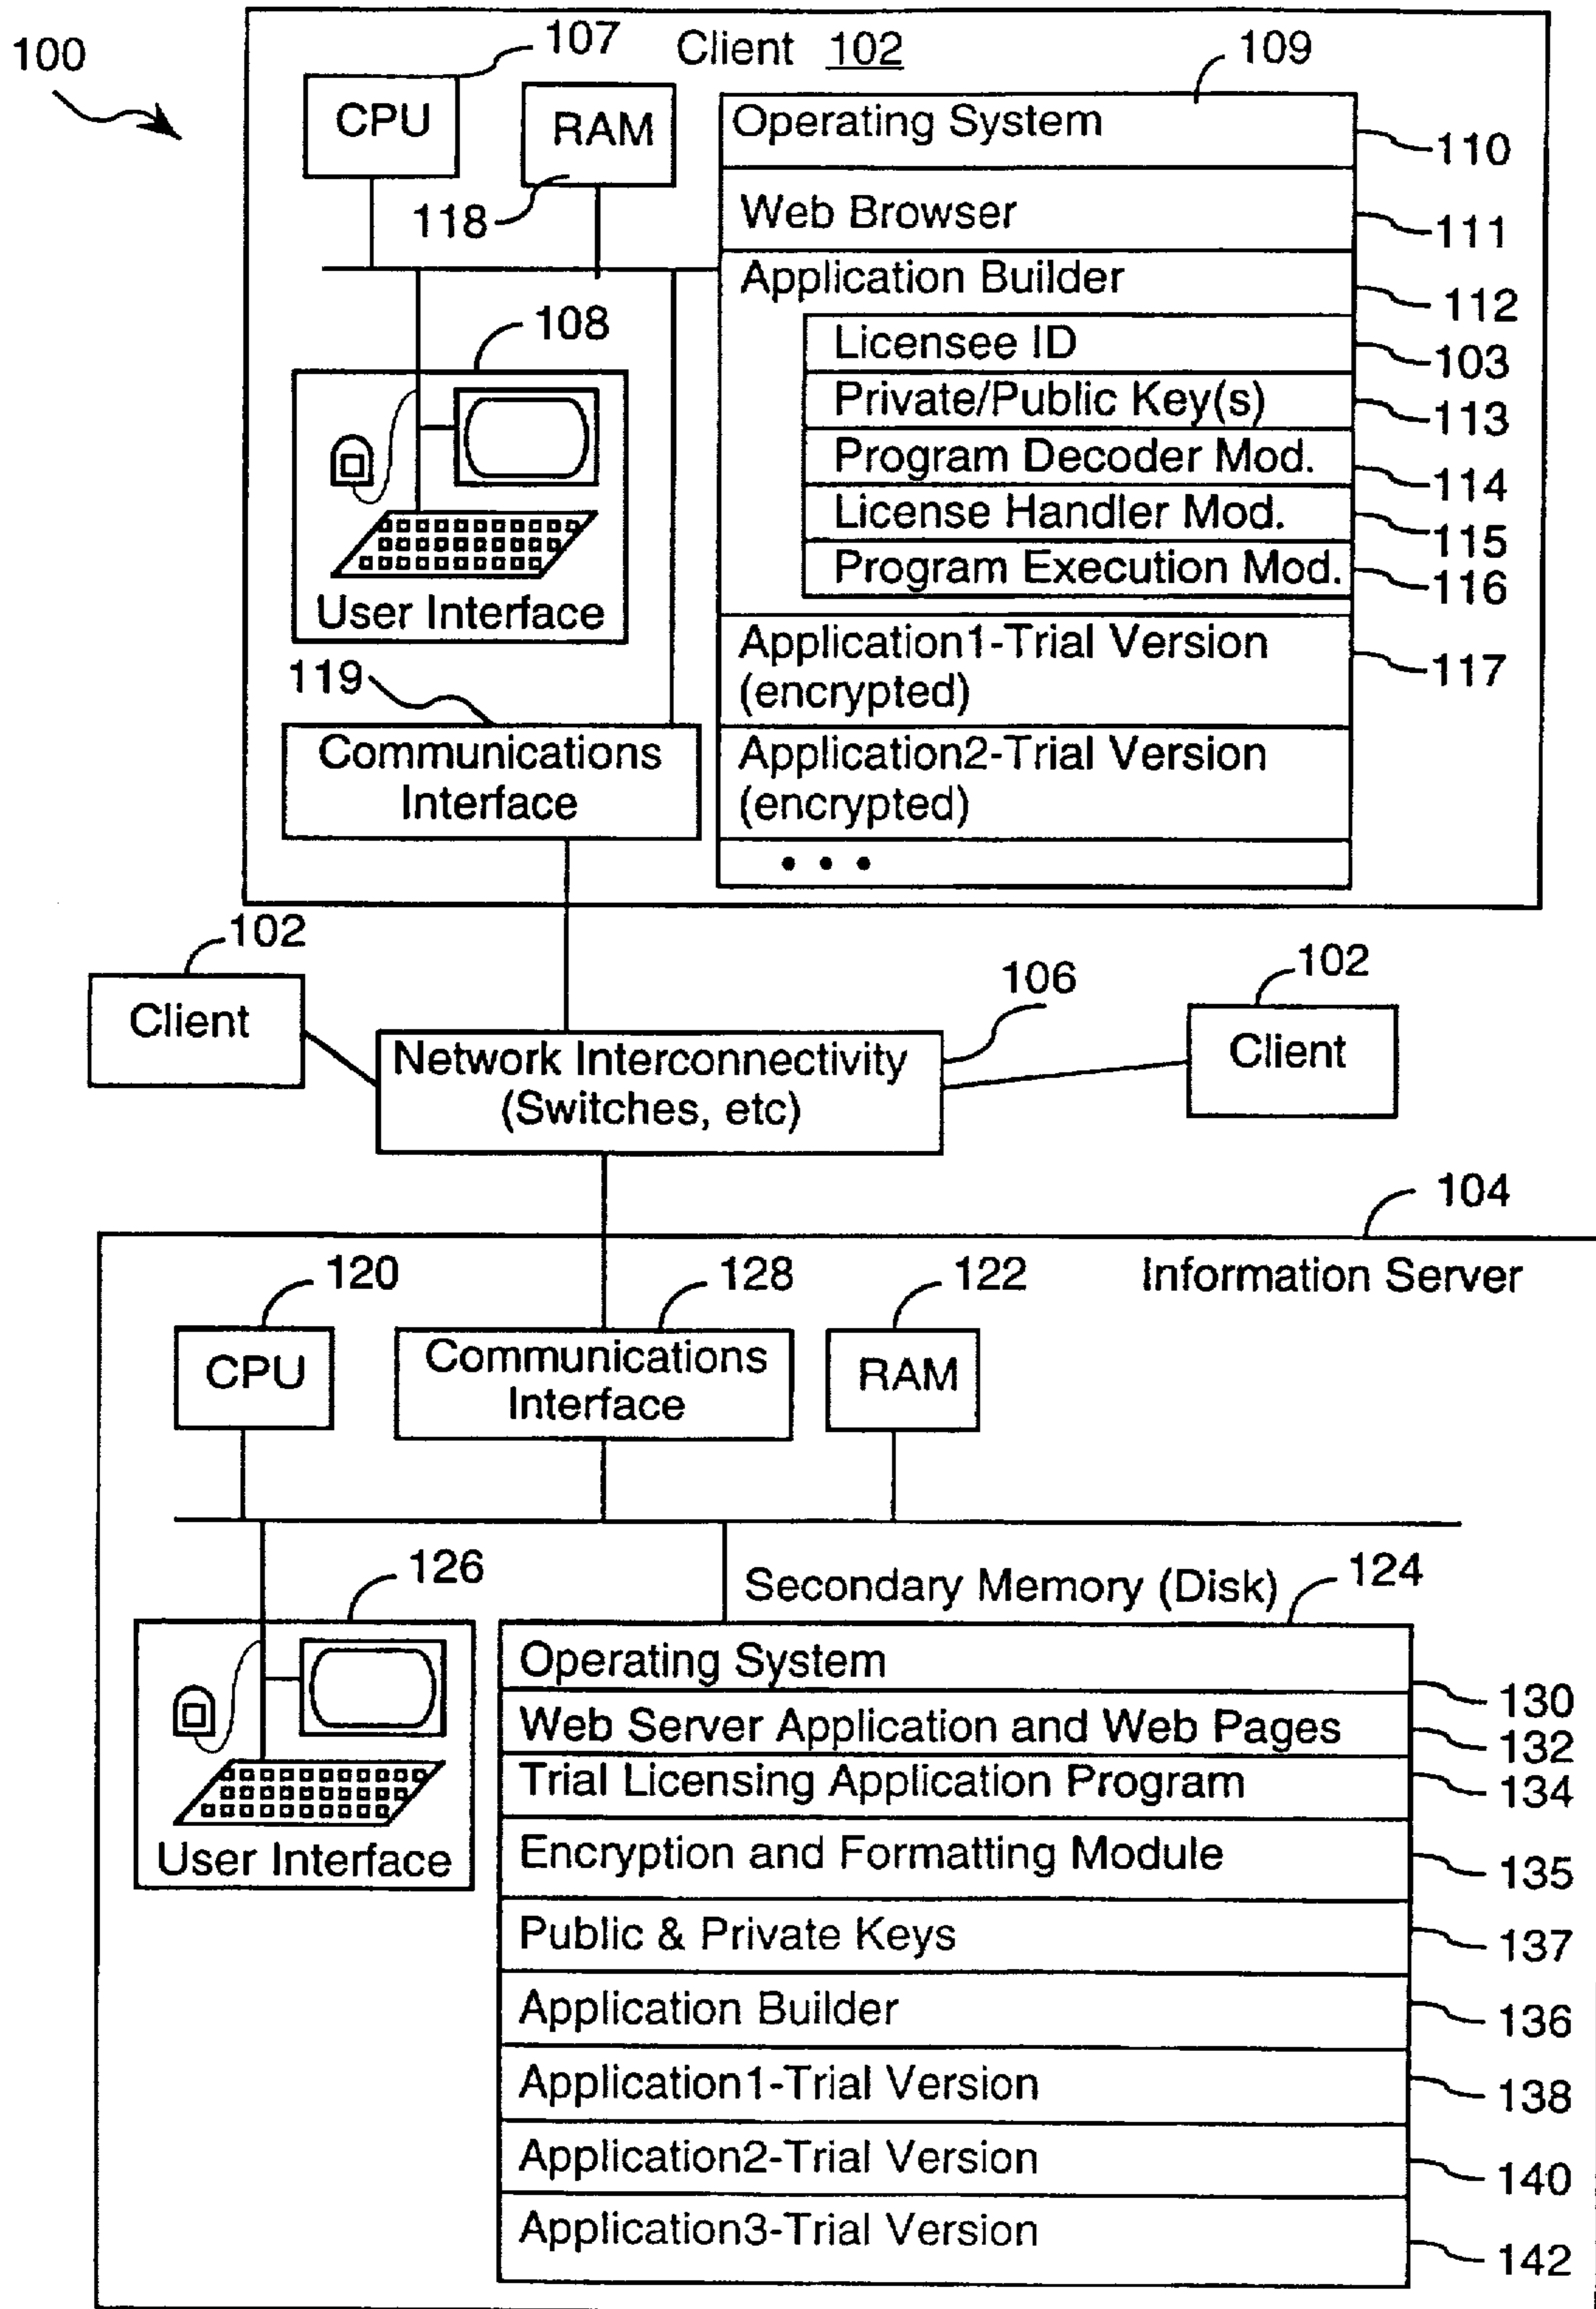 100
107
Client 102
109
CPU
RAM
118
Operating System
110
Web Browser
111
Application Builder
112
108
Licensee ID
103
Private/Public Key(s)
113
Program Decoder Mod.
114
License Handler Mod.
115
Program Execution Mod.
116
User Interface
Application1-Trial Version
(encrypted)
117
119
Communications
Interface
Application2-Trial Version
(encrypted)
• • •
102
Client
106
Network Interconnectivity
(Switches, etc)
102
Client
104
Information Server
120
CPU
128
Communications
Interface
122
RAM
126
User Interface
Secondary Memory (Disk)
124
Operating System
130
Web Server Application and Web Pages
132
Trial Licensing Application Program
134
Encryption and Formatting Module
135
Public & Private Keys
137
Application Builder
136
Application1-Trial Version
138
Application2-Trial Version
140
Application3-Trial Version
142